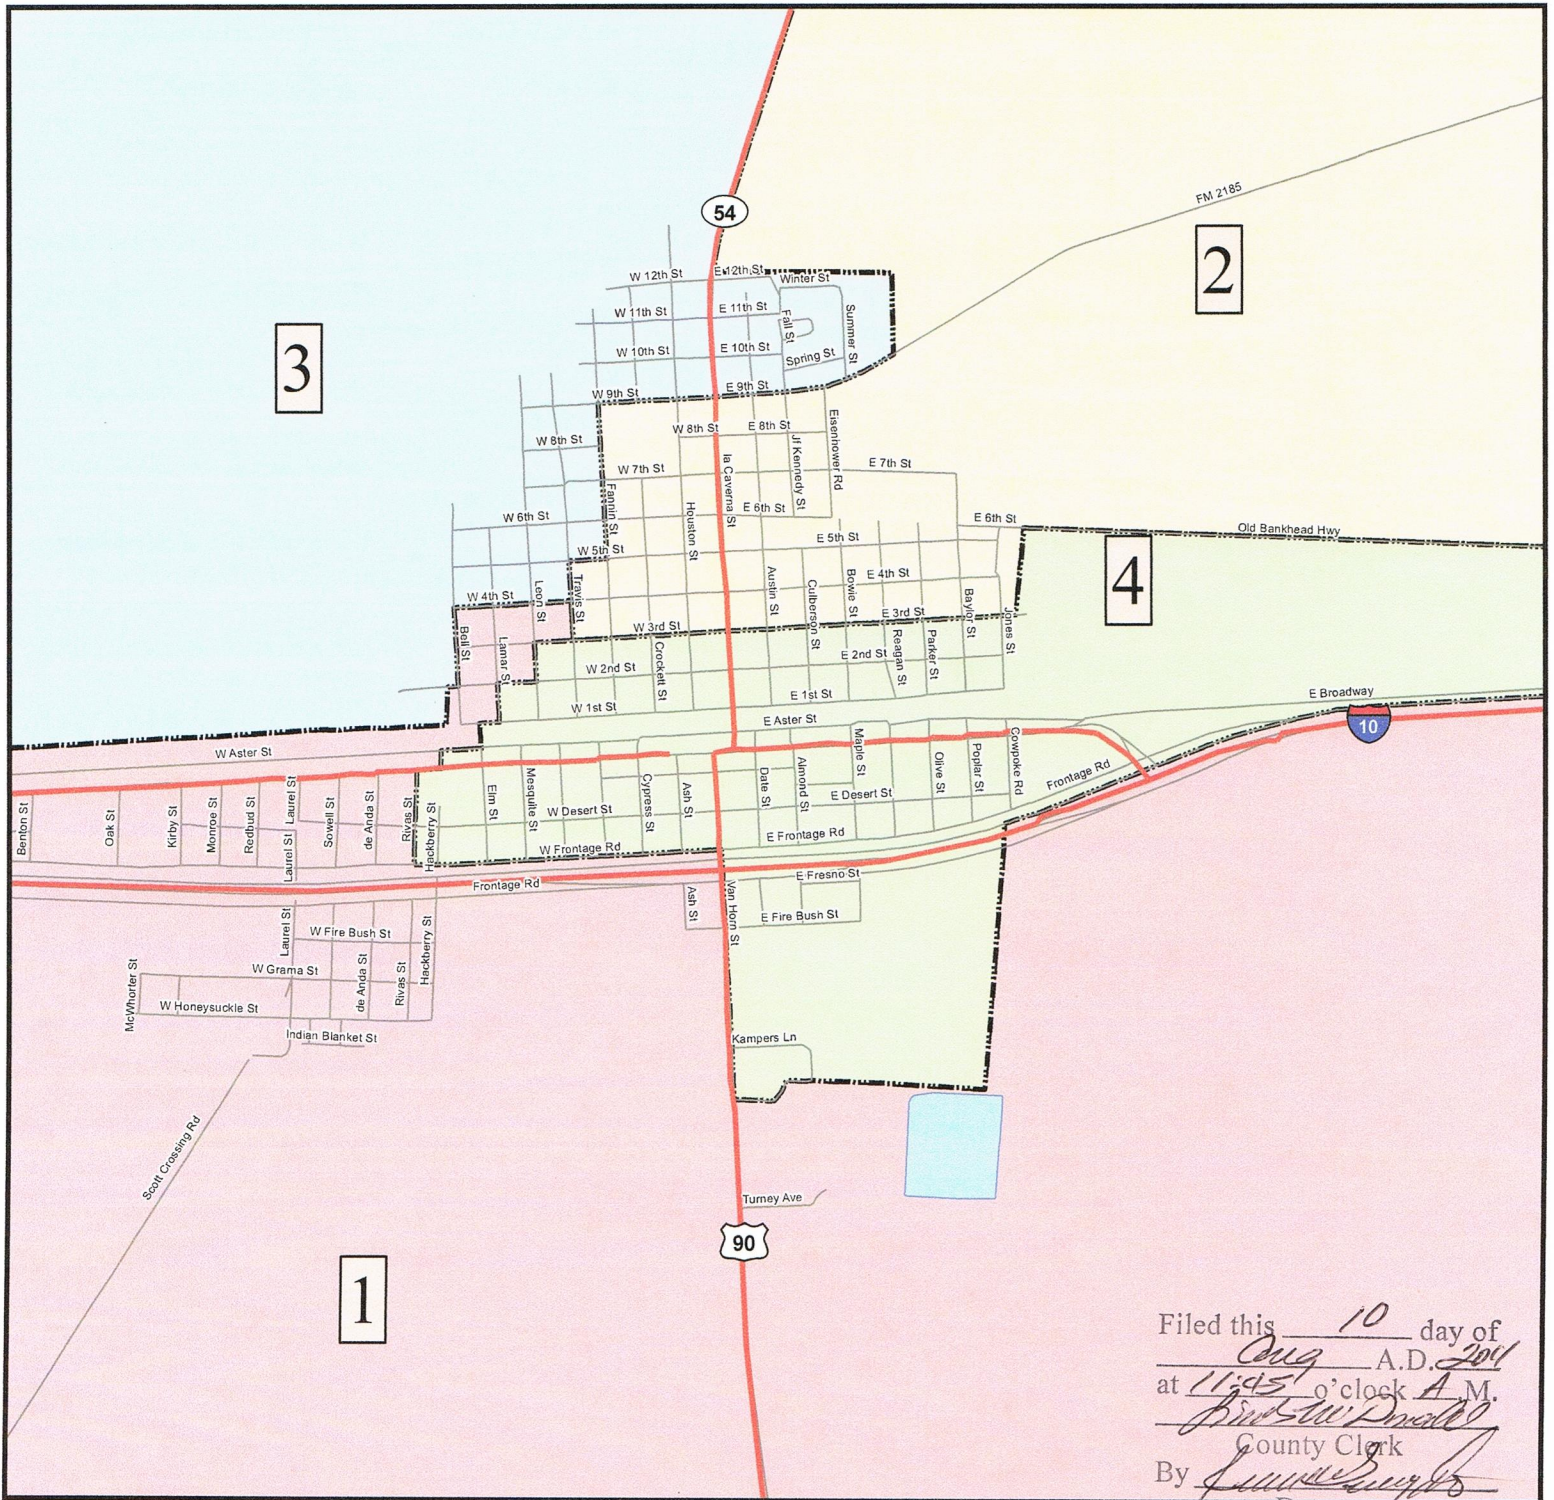 54
FM 2185
2
W 12th St
E 12th St
Winter St
W 11th St
E 11th St
Fall St
Summer St
3
W 10th St
E 10th St
Spring St
W 9th St
E 9th St
W 8th St
W 8th St
E 8th St
Jf Kennedy St
Eisenhower Rd
W 7th St
la Caverna St
E 7th St
Fannin St
Houston St
W 6th St
E 6th St
E 6th St
Old Bankhead Hwy
W 5th St
E 5th St
4
Leon St
Travis St
Austin St
Culberson St
Bowie St
E 4th St
Baylor St
W 4th St
E 3rd St
Jones St
Bell St
Lamar St
W 3rd St
Crockett St
Reagan St
Parker St
W 2nd St
E 2nd St
W 1st St
E 1st St
E Broadway
E Aster St
10
W Aster St
Maple St
Cowpoke Rd
Benton St
Oak St
Kirby St
Monroe St
Redbud St
Laurel St
Laurel St
Sowell St
de Anda St
Rivas St
Hackberry St
Elm St
Mesquite St
W Desert St
Cypress St
Ash St
Date St
Almond St
E Desert St
Olive St
Poplar St
Frontage Rd
W Frontage Rd
E Frontage Rd
Frontage Rd
E Fresno St
Ash St
Van Horn St
E Fire Bush St
Laurel St
W Fire Bush St
Hackberry St
McWhorter St
W Grama St
de Anda St
Rivas St
W Honeysuckle St
Indian Blanket St
Kampers Ln
Scott Crossing Rd
Turney Ave
90
1
Filed this 10 day of
Aug A.D. 2011
at 11:45 o'clock A.M.
County Clerk
By